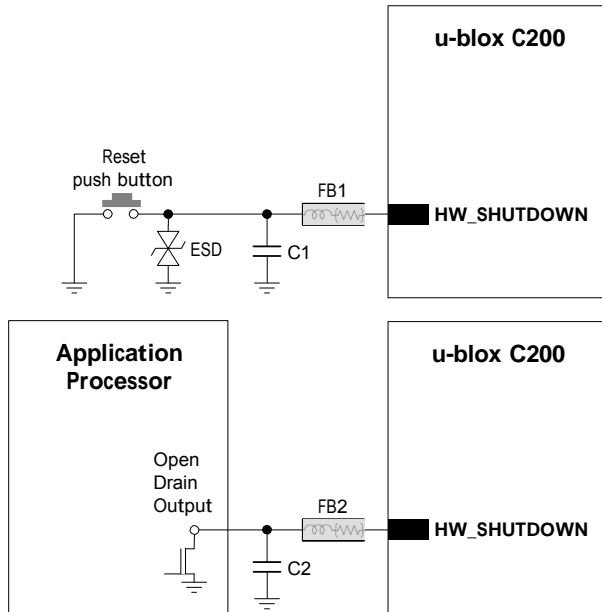 u-blox C200
Reset
push button
FB1
HW_SHUTDOWN
ESD
C1
Application
Processor
u-blox C200
Open
Drain
Output
FB2
HW_SHUTDOWN
C2